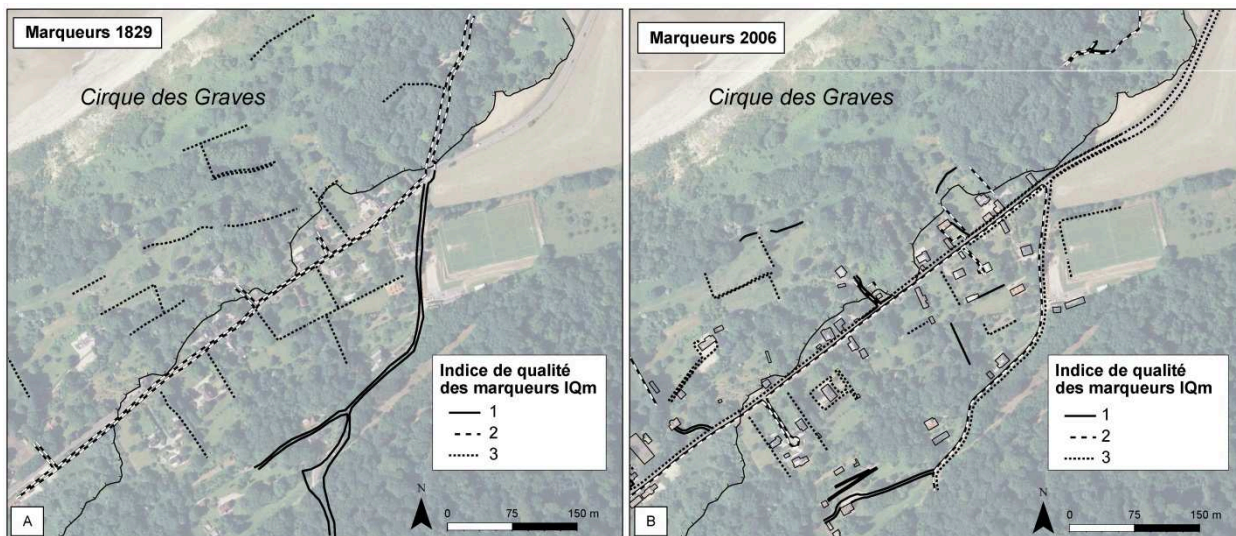 Marqueurs 1829
Cirque des Graves
Indice de qualité
des marqueurs IQm
1
2
3
N
0 75 150 m
A
Marqueurs 2006
Cirque des Graves
Indice de qualité
des marqueurs IQm
1
2
3
N
0 75 150 m
B